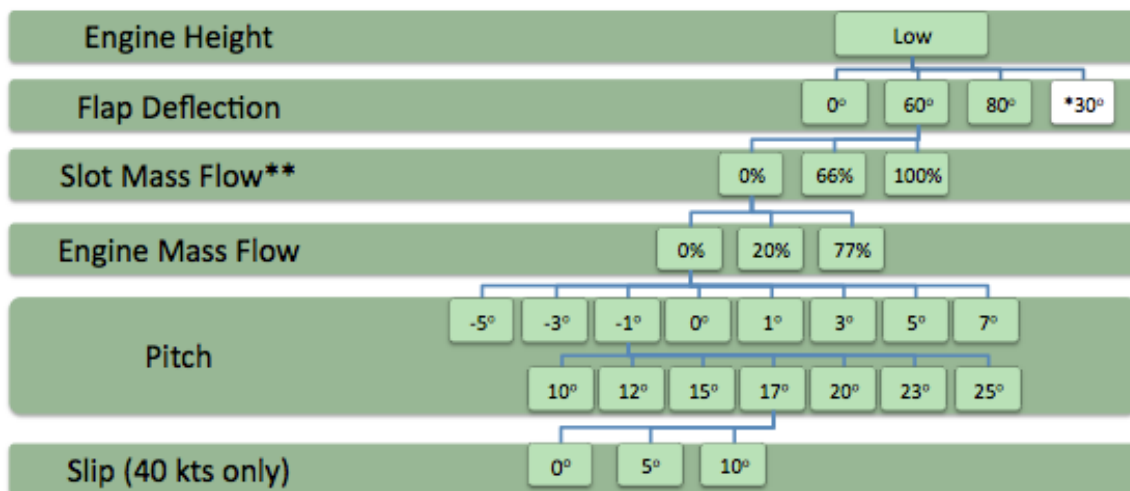 Engine Height Low
Flap Deflection 0° 60° 80° *30°
Slot Mass Flow** 0% 66% 100%
Engine Mass Flow 0% 20% 77%
-5° -3° -1° 0° 1° 3° 5° 7°
Pitch
10° 12° 15° 17° 20° 23° 25°
Slip (40 kts only) 0° 5° 10°